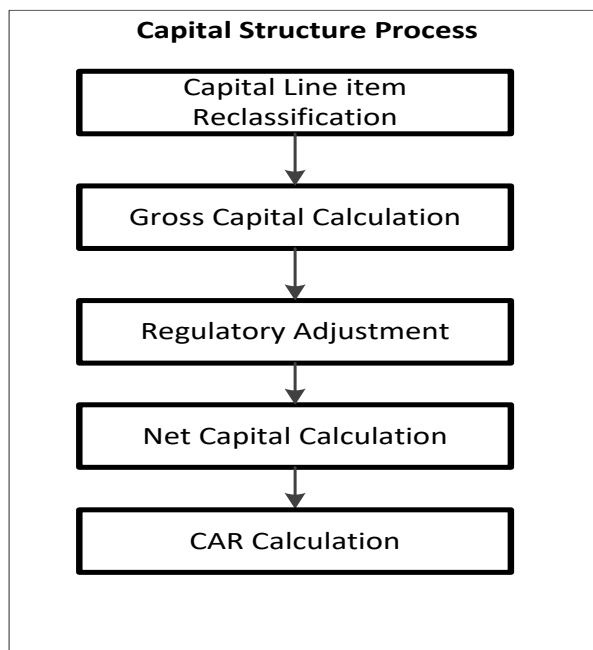 Capital Structure Process
Capital Line item
Reclassification
Gross Capital Calculation
Regulatory Adjustment
Net Capital Calculation
CAR Calculation